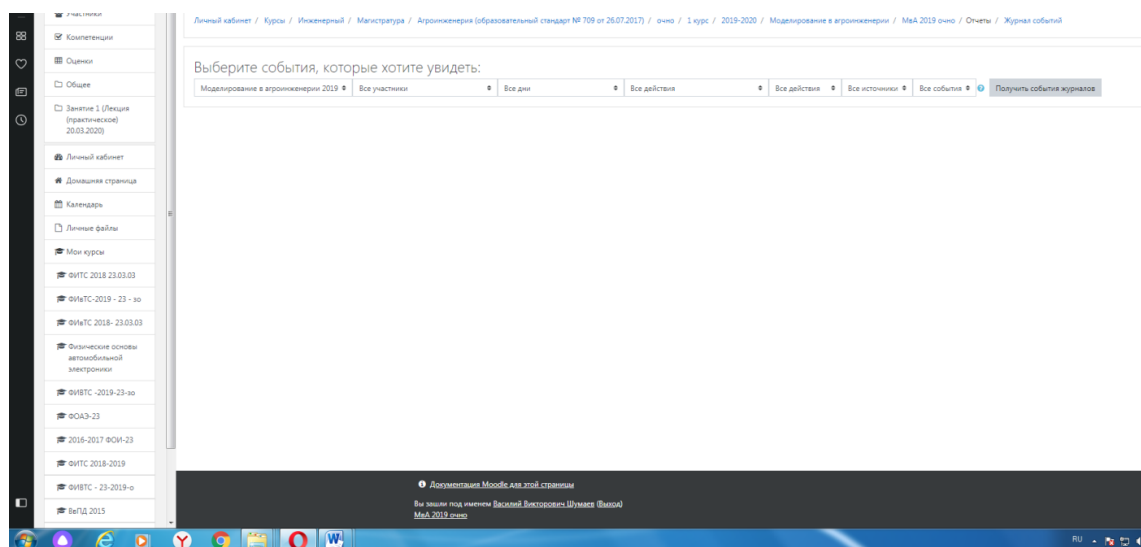 Участники
Компетенции
Оценки
Общее
Занятие 1 (Лекция
(практическое)
20.03.2020)
Личный кабинет
Домашняя страница
Календарь
Личные файлы
Мои курсы
ФИТС 2018 23.03.03
ФИвТС-2019 - 23 - зо
ФИвТС 2018- 23.03.03
Физические основы
автомобильной
электроники
ФИВТС -2019-23-зо
ФОАЭ-23
2016-2017 ФОИ-23
ФИТС 2018-2019
ФИВТС - 23-2019-о
ВвПД 2015
Личный кабинет / Курсы / Инженерный / Магистратура / Агроинженерия (образовательный стандарт № 709 от 26.07.2017) / очно / 1 курс / 2019-2020 / Моделирование в агроинженерии / МвА 2019 очно / Отчеты / Журнал событий
Выберите события, которые хотите увидеть:
Моделирование в агроинженерии 2019 Все участники Все дни Все действия Все действия Все источники Все события Получить события журналов
Документация Moodle для этой страницы
Вы зашли под именем Василий Викторович Шумаев (Выход)
МвА 2019 очно
RU